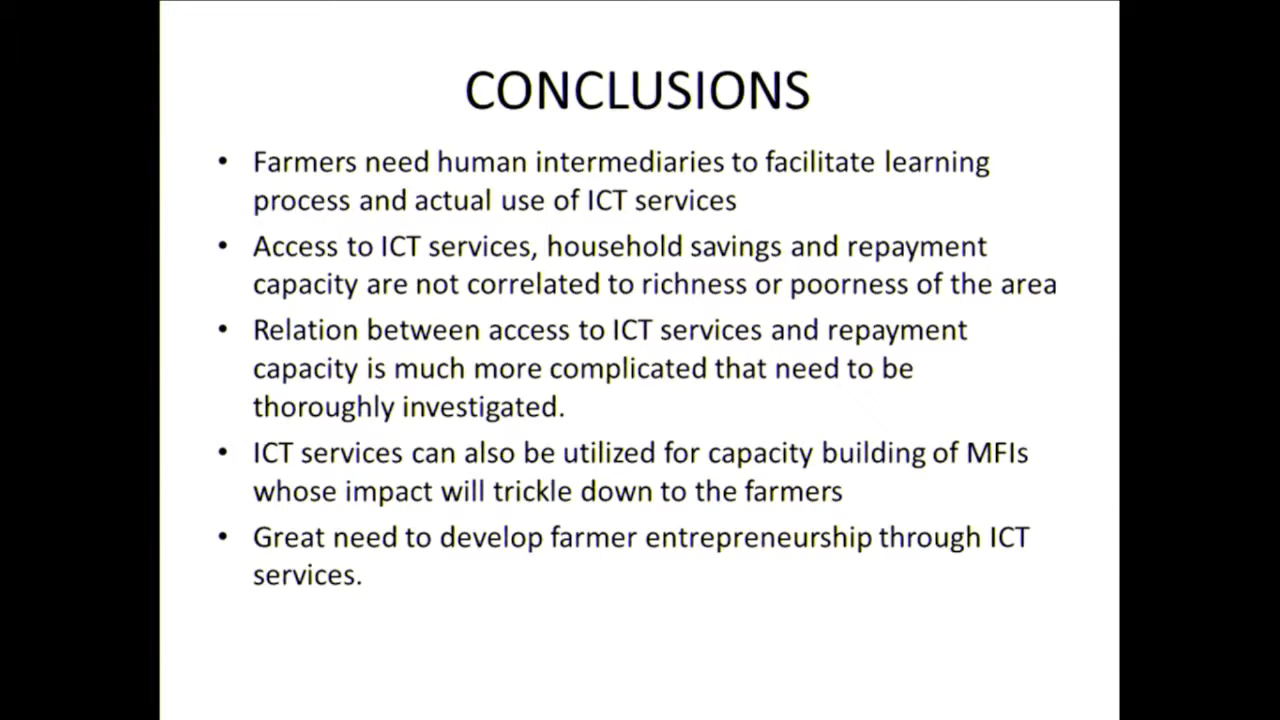 CONCLUSIONS
• Farmers need human intermediaries to facilitate learning
process and actual use of ICT services
• Access to ICT services, household savings and repayment
capacity are not correlated to richness or poorness of the area
• Relation between access to ICT services and repayment
capacity is much more complicated that need to be
thoroughly investigated.
• ICT services can also be utilized for capacity building of MFIs
whose impact will trickle down to the farmers
• Great need to develop farmer entrepreneurship through ICT
services.